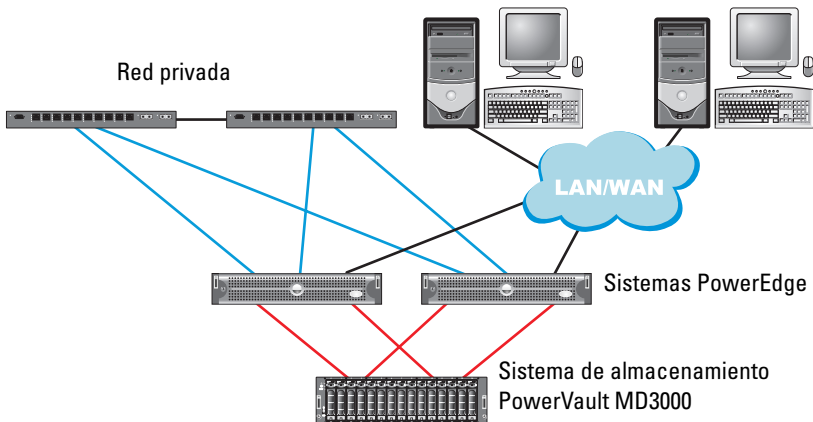 Red privada
LAN/WAN
Sistemas PowerEdge
Sistema de almacenamiento
PowerVault MD3000